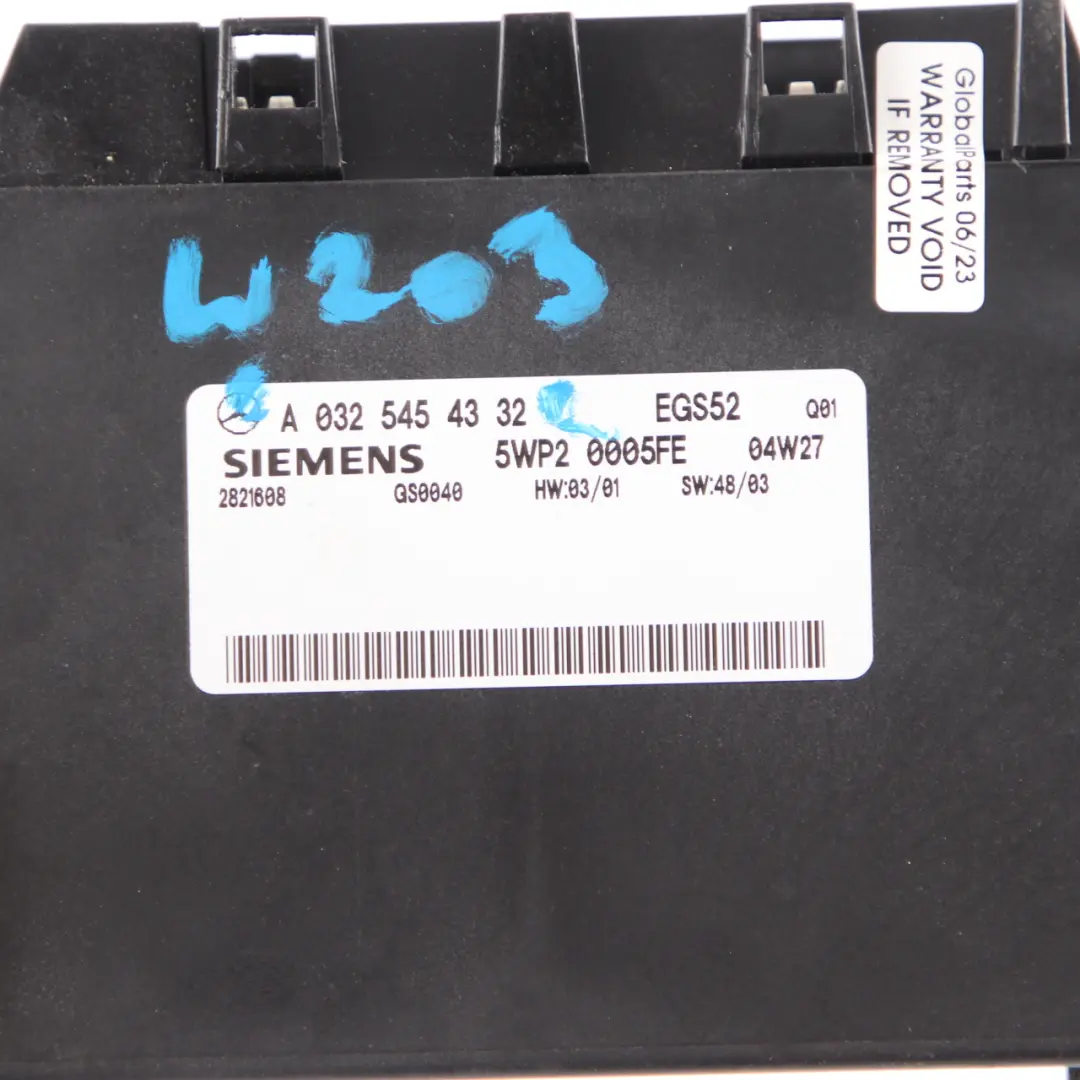 GlobalParts 06/23
WARRANTY VOID
IF REMOVED
W203
A 032 545 43 32 EGS52 Q01
SIEMENS 5WP2 0005FE 04W27
2821608 QS0040 HW:03/01 SW:48/03